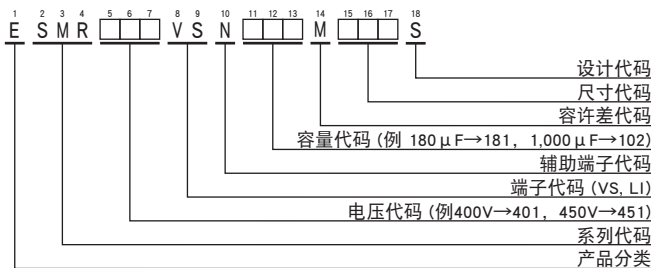 1 2 3 4 5 6 7 8 9 10 11 12 13 14 15 16 17 18
E SMR □□□ VS N □□□ M □□□ S
设计代码
尺寸代码
容许差代码
容量代码 (例 180μF→181, 1,000μF→102)
辅助端子代码
端子代码 (VS, LI)
电压代码 (例400V→401, 450V→451)
系列代码
产品分类